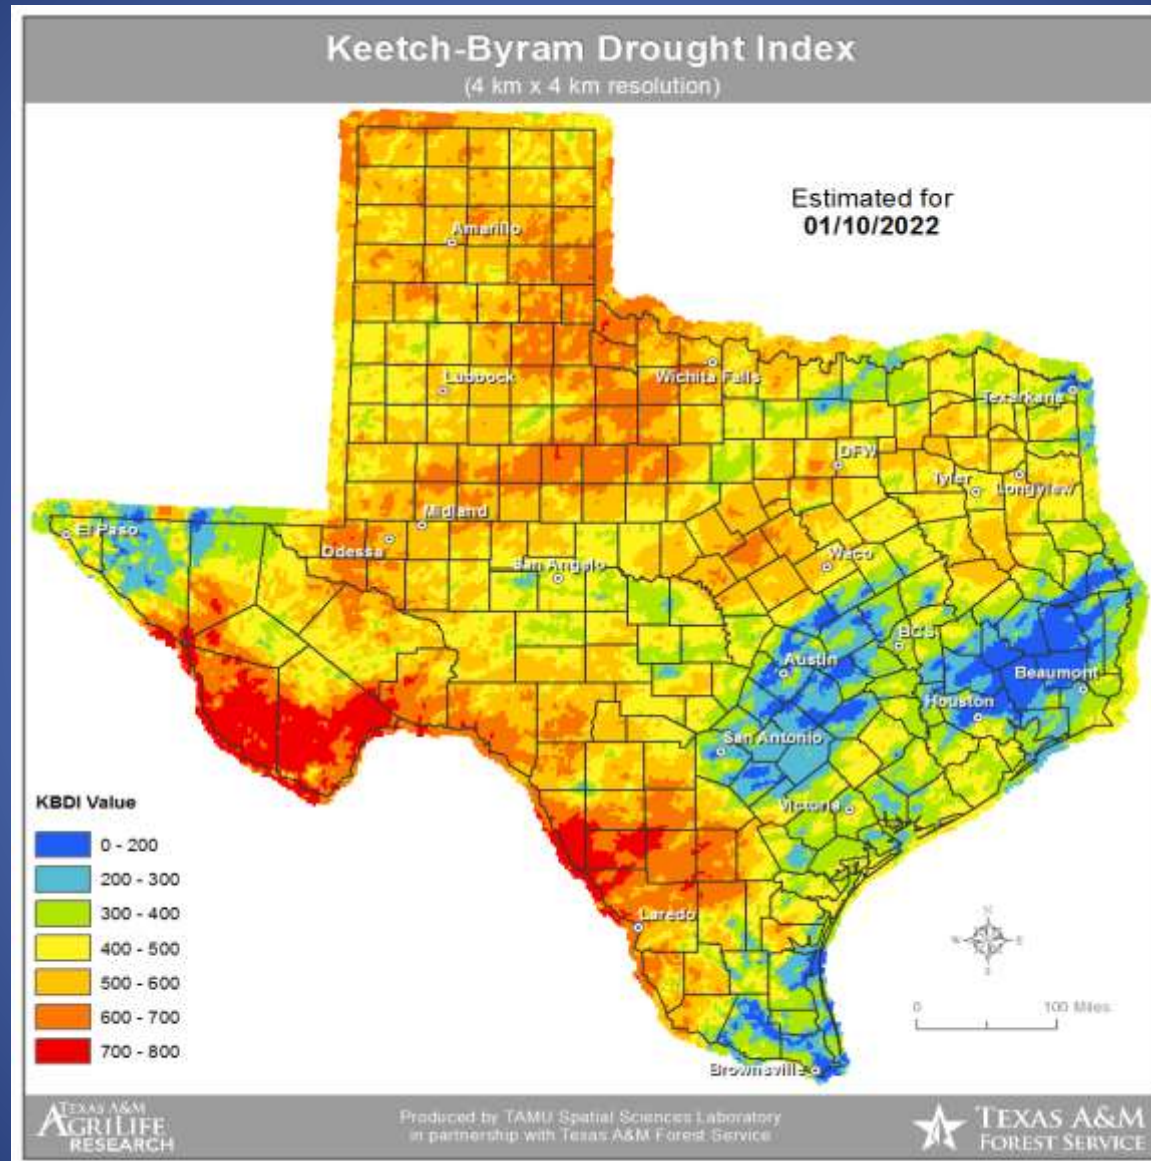 Keetch-Byram Drought Index
(4 km x 4 km resolution)
Estimated for
01/10/2022
Amarillo
Lubbock
Wichita Falls
Texarkana
DFW
Tyler
Longview
Midland
El Paso
Odessa
San Angelo
Waco
BCS
Austin
Beaumont
Houston
San Antonio
Victoria
Laredo
Brownsville
KBDI Value
0 - 200
200 - 300
300 - 400
400 - 500
500 - 600
600 - 700
700 - 800
N
W E
S
0 100 Miles
TEXAS A&M
AGRILIFE
RESEARCH
Produced by TAMU Spatial Sciences Laboratory
in partnership with Texas A&M Forest Service
TEXAS A&M
FOREST SERVICE